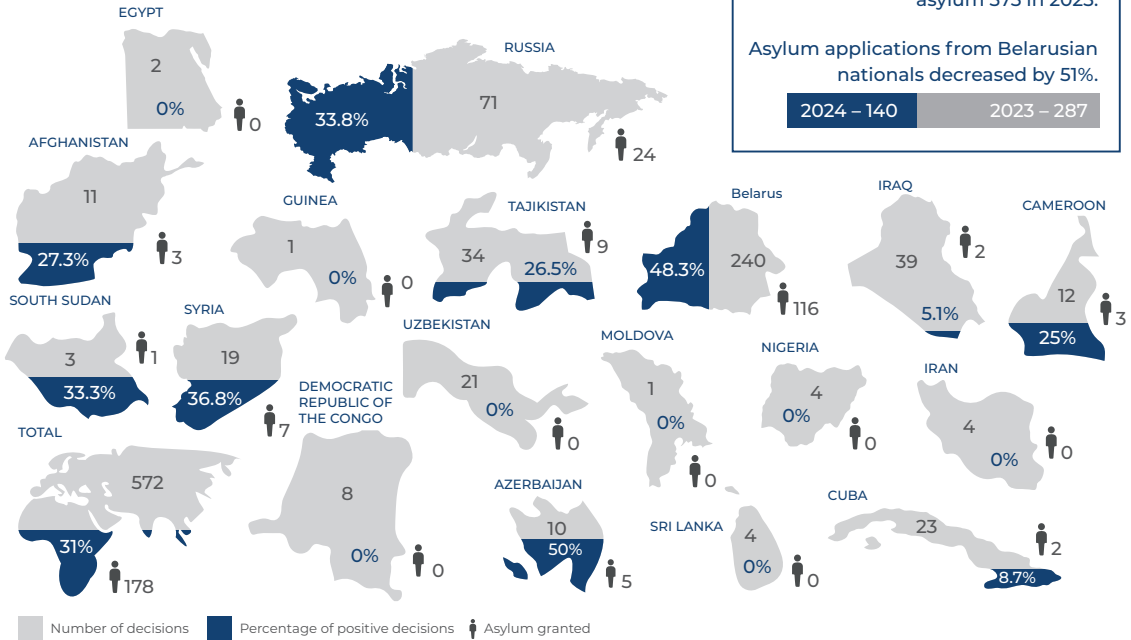 asylum 375 in 2023.
Asylum applications from Belarusian
nationals decreased by 51%.
2024 – 140
2023 – 287
EGYPT
2
0%
0
RUSSIA
33.8%
71
24
AFGHANISTAN
11
27.3%
3
GUINEA
1
0%
0
TAJIKISTAN
34
26.5%
9
Belarus
48.3%
240
116
IRAQ
39
5.1%
2
CAMEROON
12
25%
3
SOUTH SUDAN
3
33.3%
1
SYRIA
19
36.8%
7
DEMOCRATIC
REPUBLIC OF
THE CONGO
8
0%
0
UZBEKISTAN
21
0%
0
MOLDOVA
1
0%
0
NIGERIA
4
0%
0
IRAN
4
0%
0
TOTAL
572
31%
178
AZERBAIJAN
10
50%
5
SRI LANKA
4
0%
0
CUBA
23
8.7%
2
Number of decisions
Percentage of positive decisions
Asylum granted